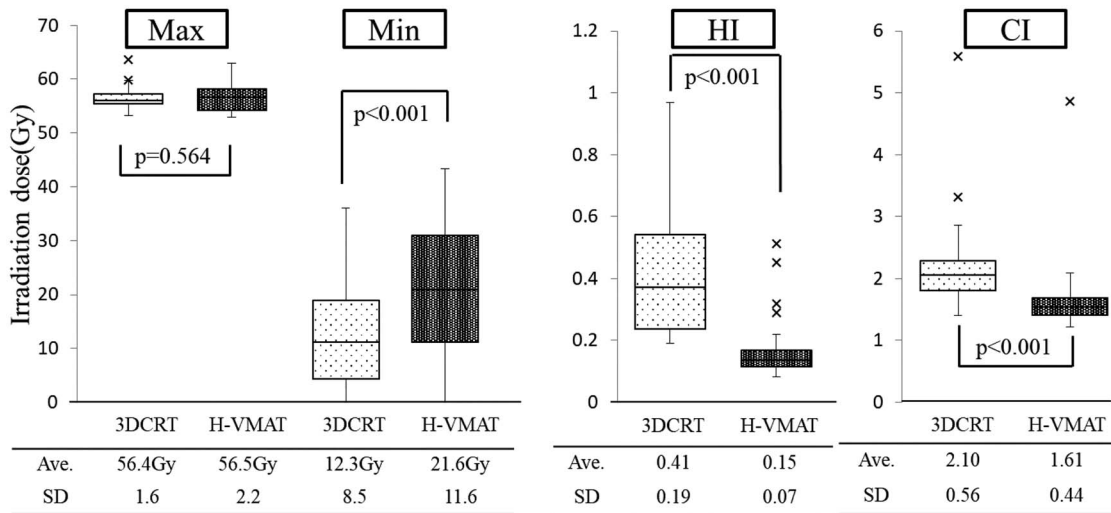 Max Min HI CI
Irradiation dose(Gy)
70
60
50
40
30
20
10
0
p=0.564
p<0.001
1.2
1
0.8
0.6
0.4
0.2
0
p<0.001
6
5
4
3
2
1
0
p<0.001
3DCRT H-VMAT 3DCRT H-VMAT 3DCRT H-VMAT 3DCRT H-VMAT
Ave. 56.4Gy 56.5Gy 12.3Gy 21.6Gy 0.41 0.15 2.10 1.61
SD 1.6 2.2 8.5 11.6 0.19 0.07 0.56 0.44